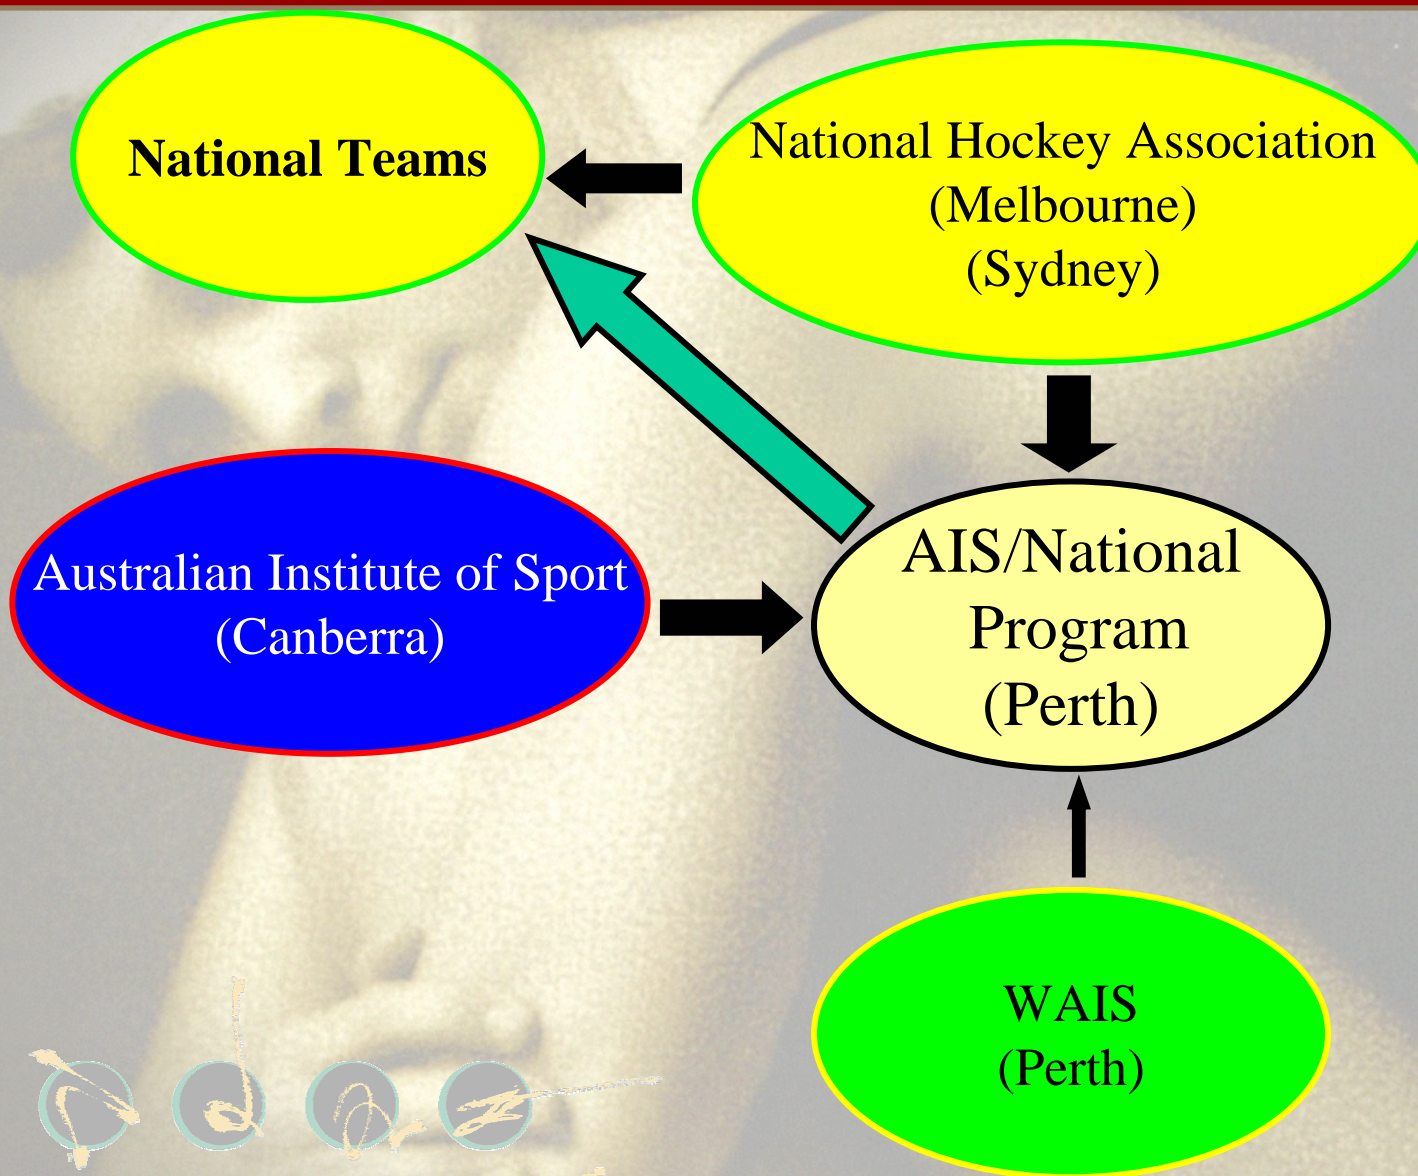 National Teams
National Hockey Association
(Melbourne)
(Sydney)
Australian Institute of Sport
(Canberra)
AIS/National
Program
(Perth)
WAIS
(Perth)